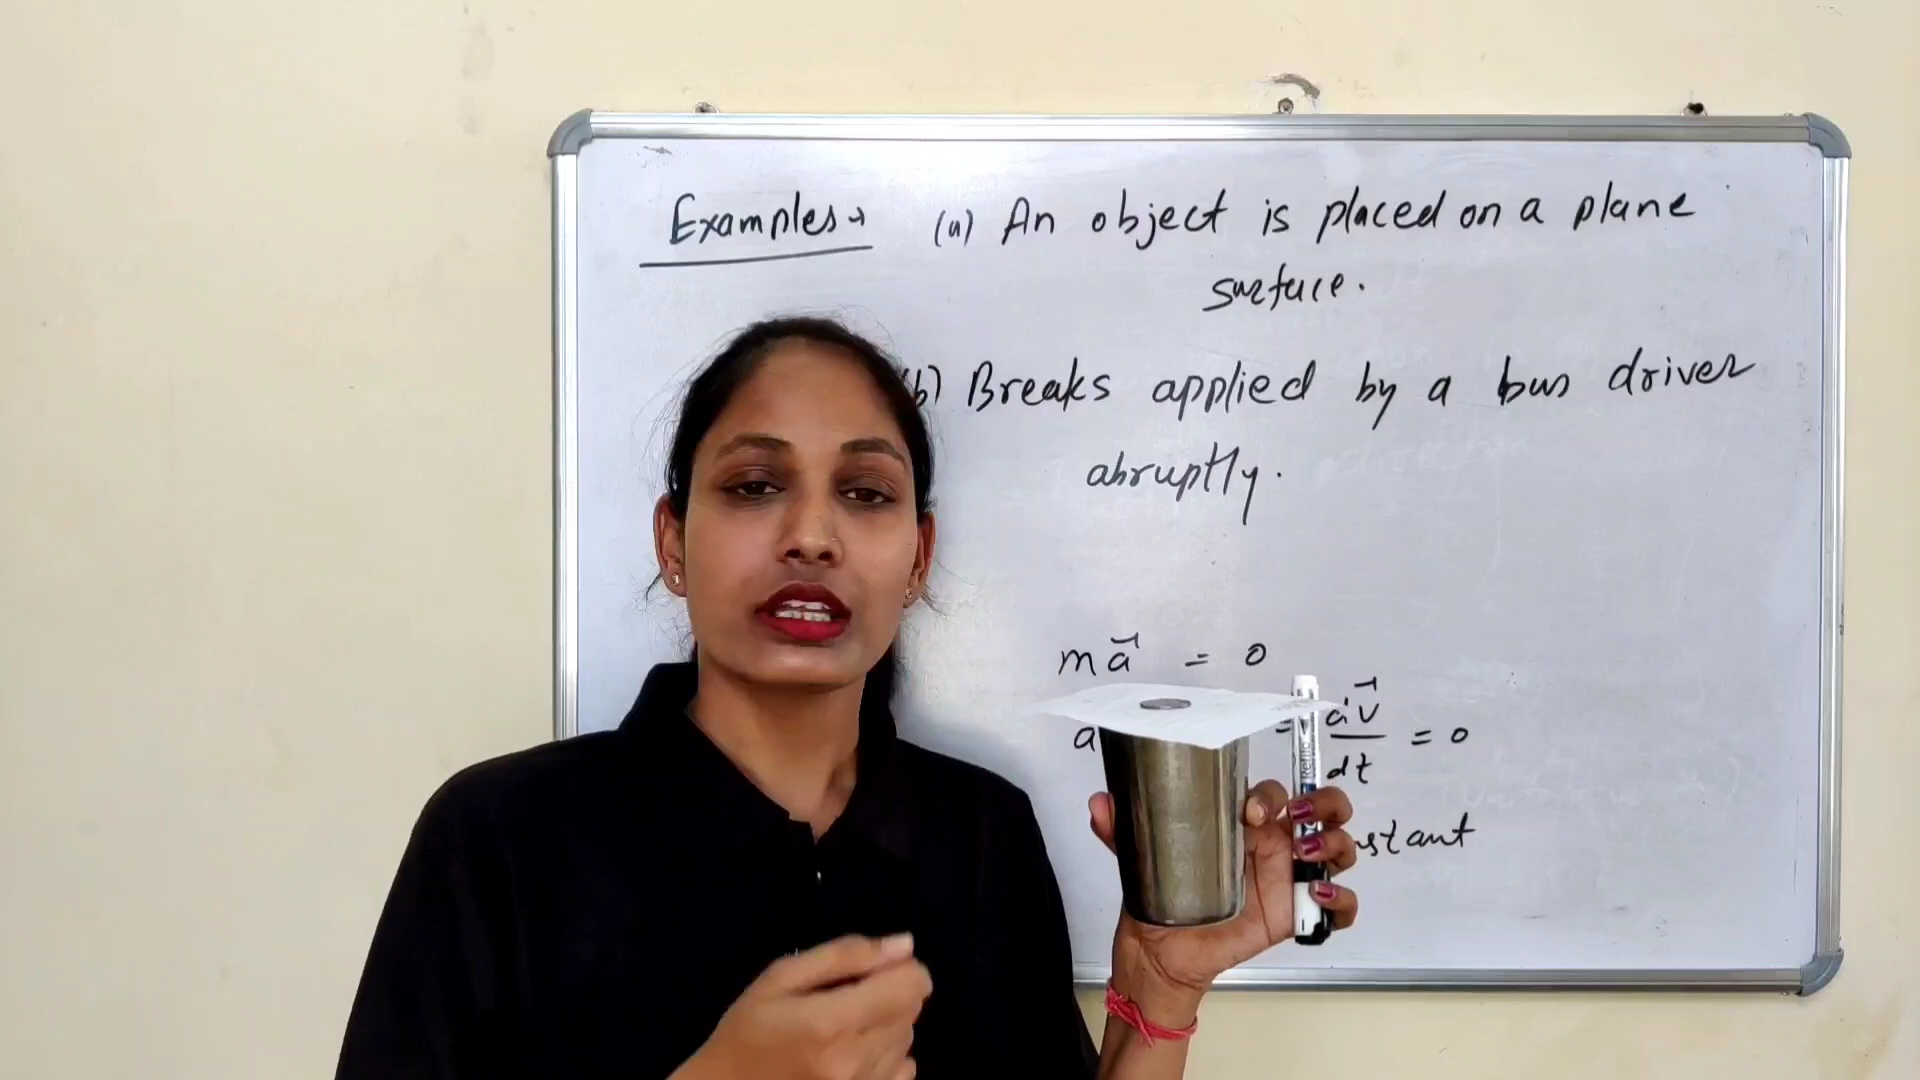 Examples→ (a) An object is placed on a plane
surface.
(b) Breaks applied by a bus driver
abruptly.
ma⃗ = 0
a = dv⃗/dt = 0